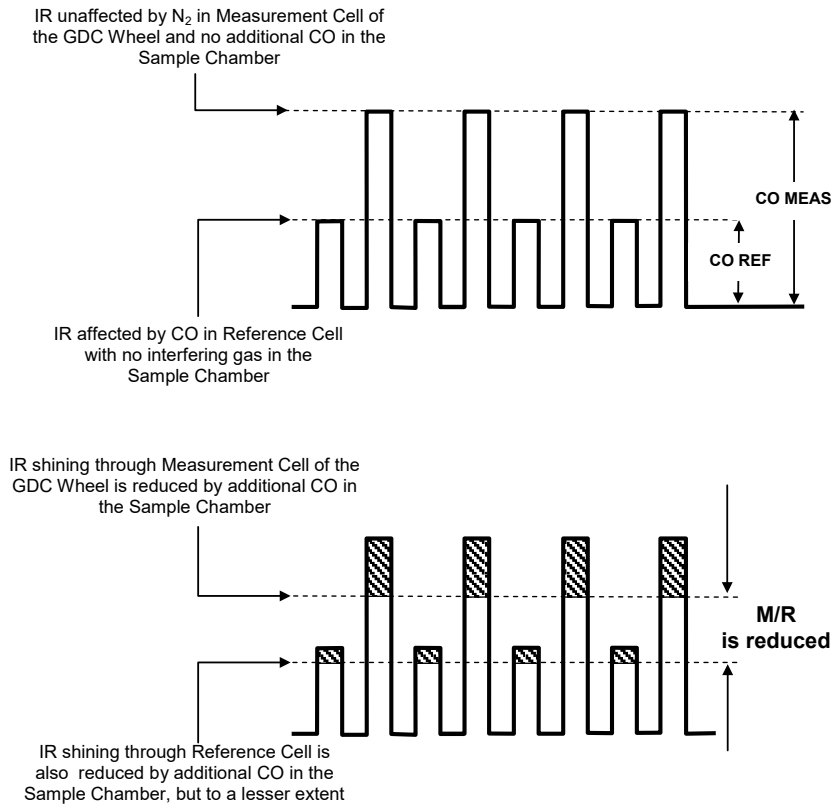 IR unaffected by N₂ in Measurement Cell of
the GDC Wheel and no additional CO in the
Sample Chamber
CO MEAS
CO REF
IR affected by CO in Reference Cell
with no interfering gas in the
Sample Chamber
IR shining through Measurement Cell of the
GDC Wheel is reduced by additional CO in
the Sample Chamber
M/R
is reduced
IR shining through Reference Cell is
also reduced by additional CO in the
Sample Chamber, but to a lesser extent